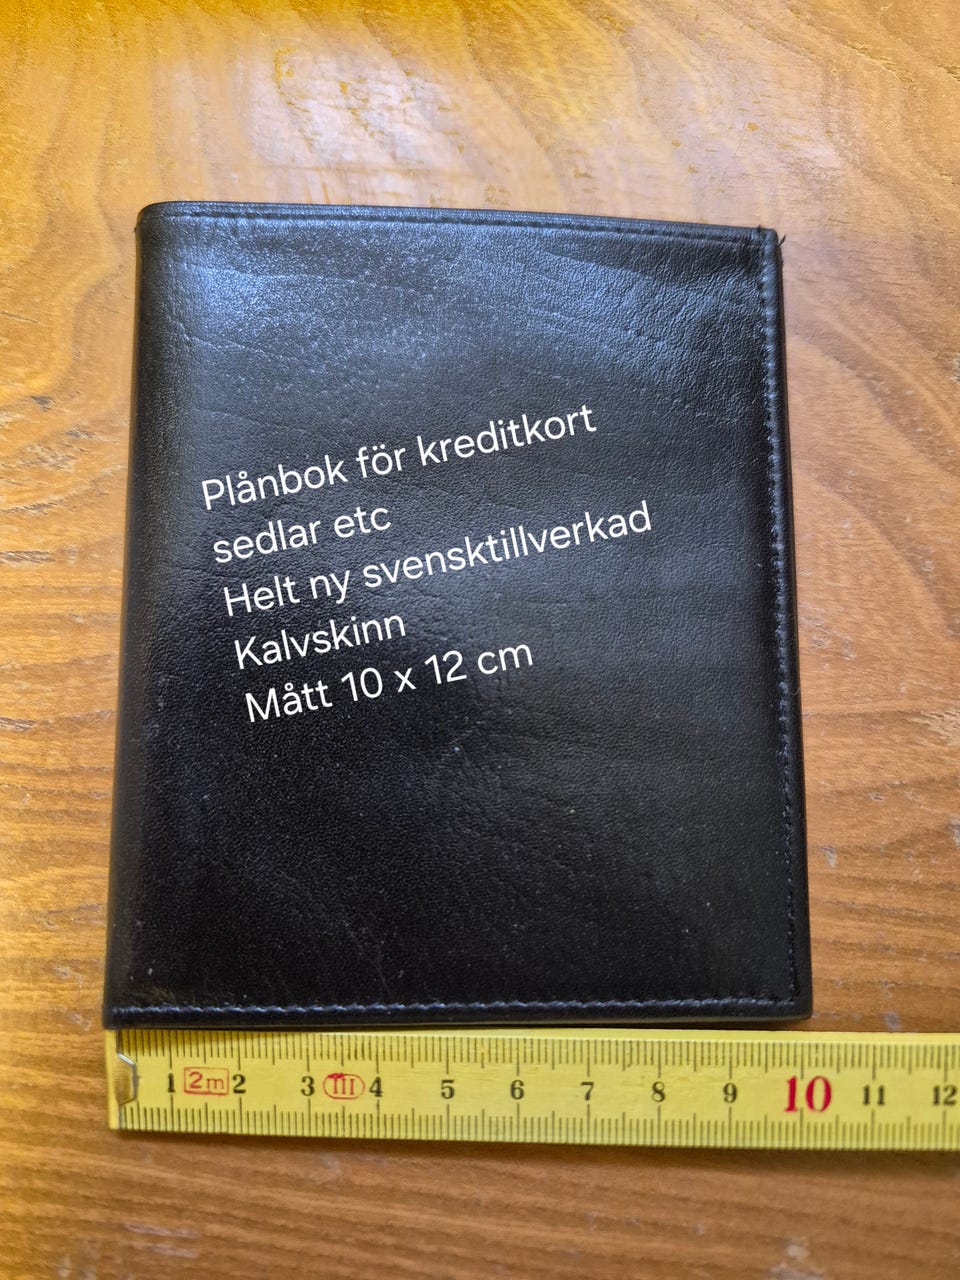 Plånbok för kreditkort
sedlar etc
Helt ny svensktillverkad
Kalvskinn
Mått 10 x 12 cm
1 2m 2 3 III 4 5 6 7 8 9 10 11 12